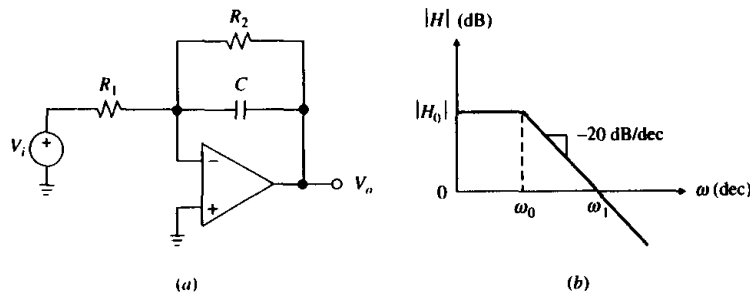 R₂
R₁
C
Vᵢ
+
−
+
Vₒ
(a)
|H| (dB)
|H₀|
−20 dB/dec
0
ω₀
ω₁
ω (dec)
(b)